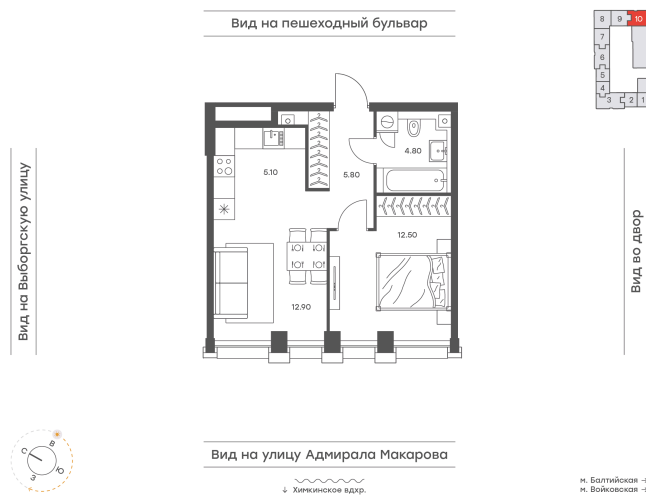 Вид на пешеходный бульвар
8
9
10
7
6
5
4
3
2
1
5.10
5.80
4.80
12.50
12.90
Вид на Выборгскую улицу
Вид во двор
С
В
Ю
З
Вид на улицу Адмирала Макарова
↓ Химкинское вдхр.
м. Балтийская
м. Войковская